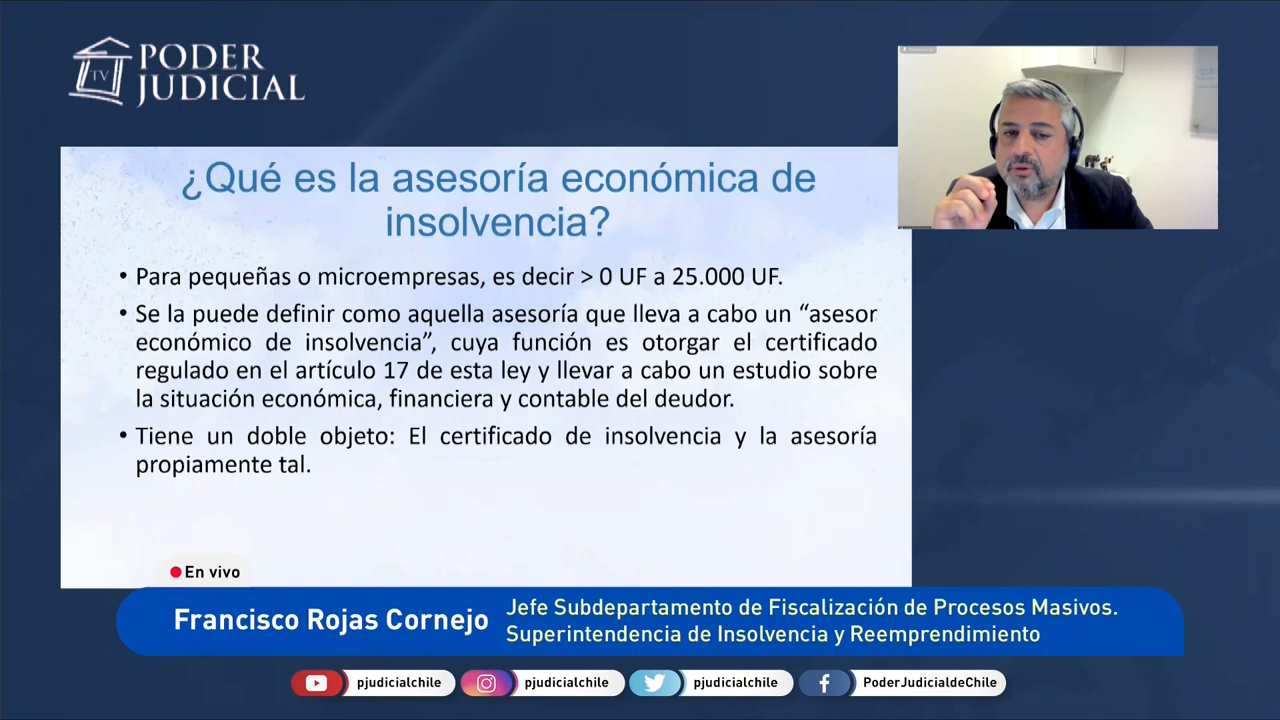 PODER
JUDICIAL
TV
¿Qué es la asesoría económica de
insolvencia?
• Para pequeñas o microempresas, es decir > 0 UF a 25.000 UF.
• Se la puede definir como aquella asesoría que lleva a cabo un “asesor
económico de insolvencia”, cuya función es otorgar el certificado
regulado en el artículo 17 de esta ley y llevar a cabo un estudio sobre
la situación económica, financiera y contable del deudor.
• Tiene un doble objeto: El certificado de insolvencia y la asesoría
propiamente tal.
En vivo
Francisco Rojas Cornejo
Jefe Subdepartamento de Fiscalización de Procesos Masivos.
Superintendencia de Insolvencia y Reemprendimiento
pjudicialchile
pjudicialchile
pjudicialchile
PoderJudicialdeChile